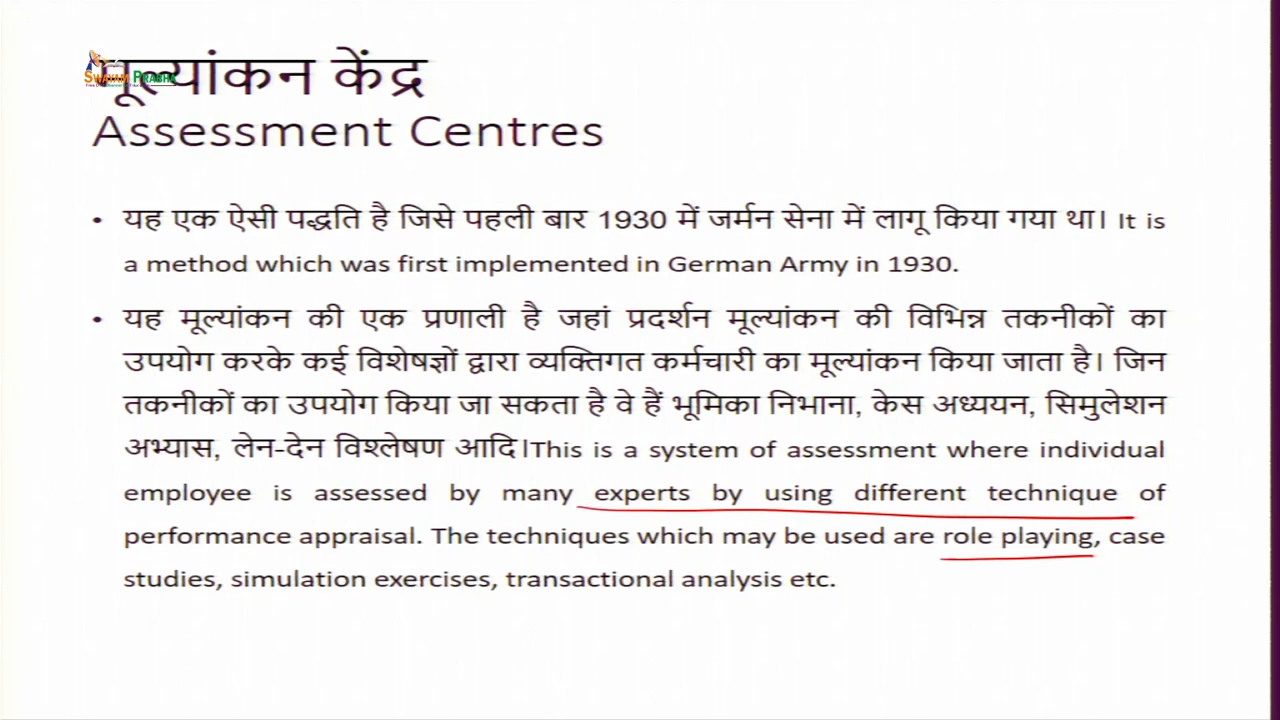 मूल्यांकन केंद्र
SWAYAM PRABHA
Assessment Centres
• यह एक ऐसी पद्धति है जिसे पहली बार 1930 में जर्मन सेना में लागू किया गया था। It is
a method which was first implemented in German Army in 1930.
• यह मूल्यांकन की एक प्रणाली है जहां प्रदर्शन मूल्यांकन की विभिन्न तकनीकों का
उपयोग करके कई विशेषज्ञों द्वारा व्यक्तिगत कर्मचारी का मूल्यांकन किया जाता है। जिन
तकनीकों का उपयोग किया जा सकता है वे हैं भूमिका निभाना, केस अध्ययन, सिमुलेशन
अभ्यास, लेन-देन विश्लेषण आदि।This is a system of assessment where individual
employee is assessed by many experts by using different technique of
performance appraisal. The techniques which may be used are role playing, case
studies, simulation exercises, transactional analysis etc.